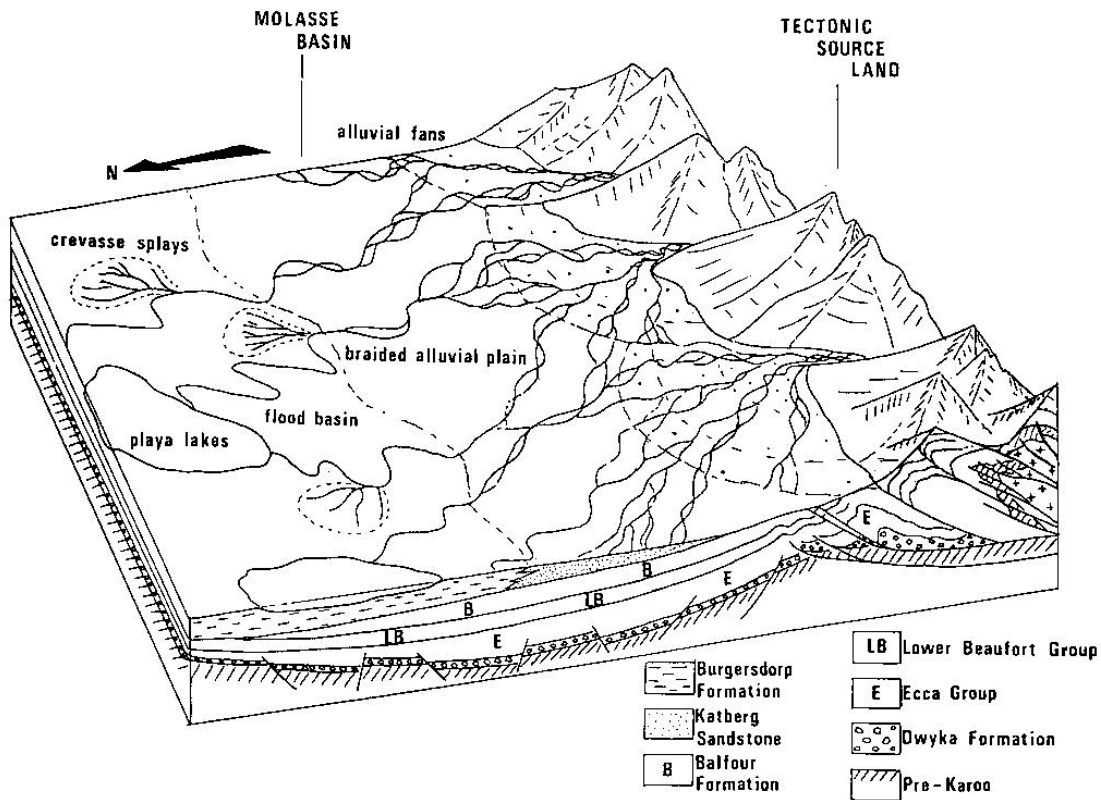 MOLASSE
BASIN
TECTONIC
SOURCE
LAND
alluvial fans
N
crevasse splays
braided alluvial plain
flood basin
playa lakes
E
B
E
B
LB
LB
E
Burgersdorp
Formation
Katberg
Sandstone
B
Balfour
Formation
LB
Lower Beaufort Group
E
Ecca Group
Dwyka Formation
Pre-Karoo